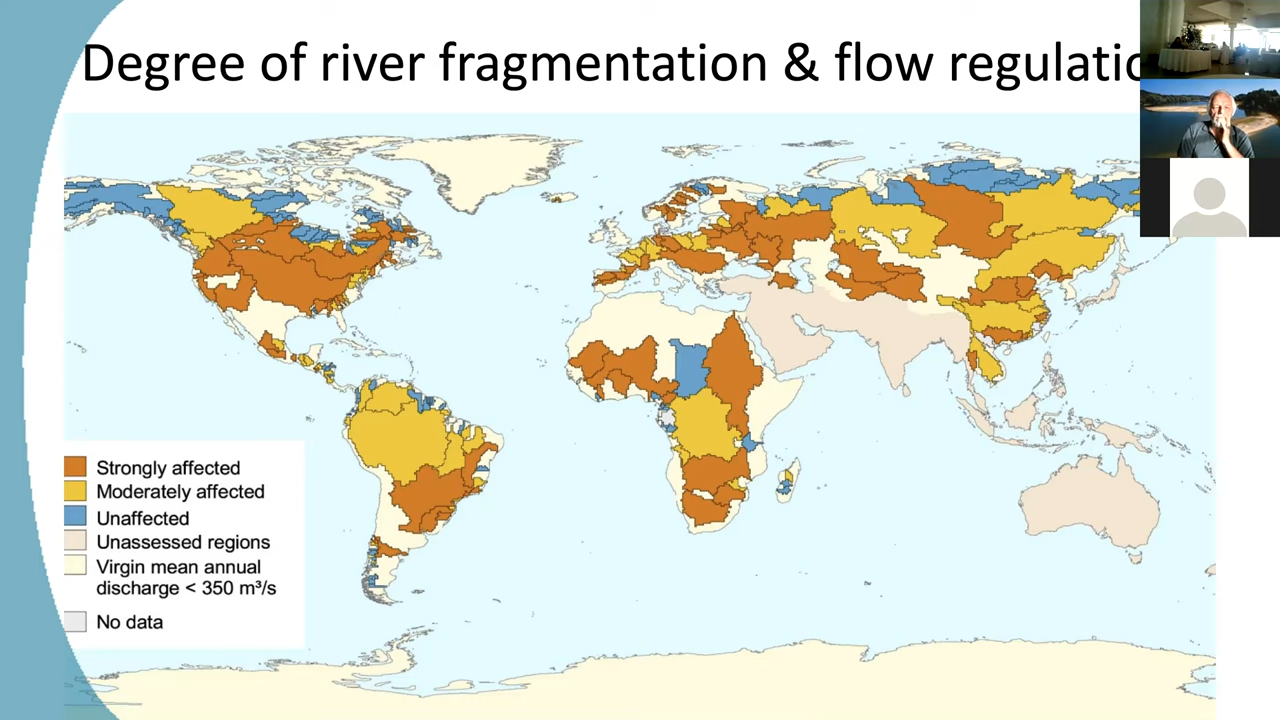 Degree of river fragmentation & flow regulatio
Strongly affected
Moderately affected
Unaffected
Unassessed regions
Virgin mean annual
discharge < 350 m³/s
No data